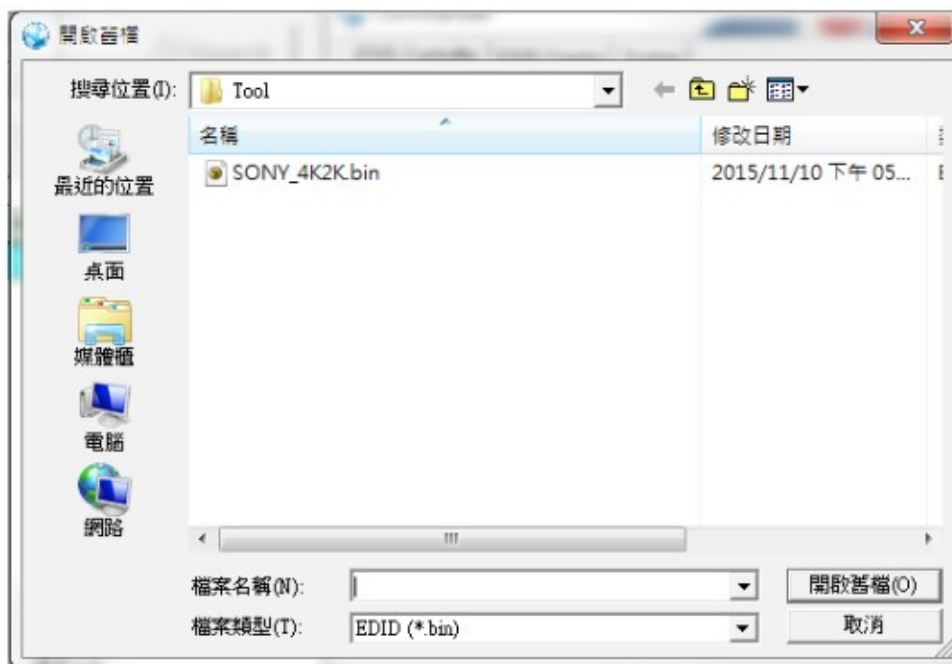 開啟舊檔
搜尋位置(I):
Tool
名稱
修改日期
SONY_4K2K.bin
2015/11/10 下午 05...
最近的位置
桌面
媒體櫃
電腦
網路
檔案名稱(N):
開啟舊檔(O)
檔案類型(T):
EDID (*.bin)
取消